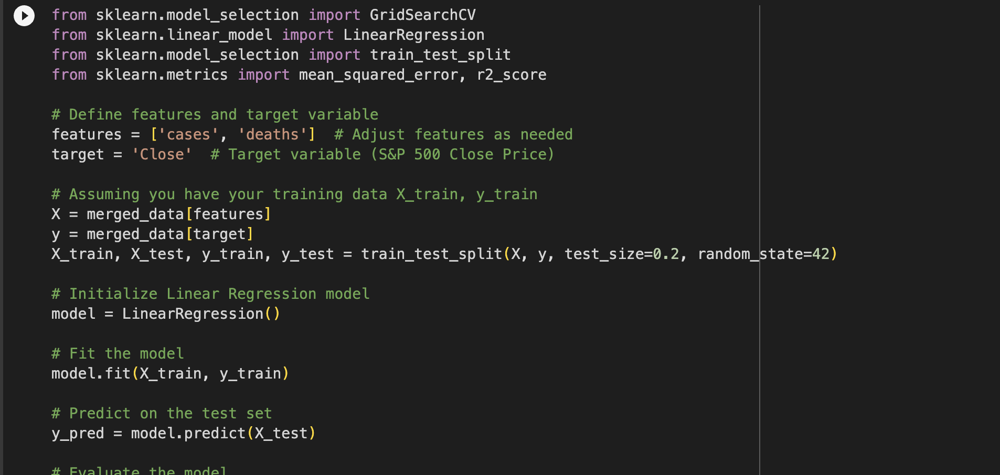 from sklearn.model_selection import GridSearchCV
from sklearn.linear_model import LinearRegression
from sklearn.model_selection import train_test_split
from sklearn.metrics import mean_squared_error, r2_score
# Define features and target variable
features = ['cases', 'deaths']  # Adjust features as needed
target = 'Close'  # Target variable (S&P 500 Close Price)
# Assuming you have your training data X_train, y_train
X = merged_data[features]
y = merged_data[target]
X_train, X_test, y_train, y_test = train_test_split(X, y, test_size=0.2, random_state=42)
# Initialize Linear Regression model
model = LinearRegression()
# Fit the model
model.fit(X_train, y_train)
# Predict on the test set
y_pred = model.predict(X_test)
# Evaluate the model